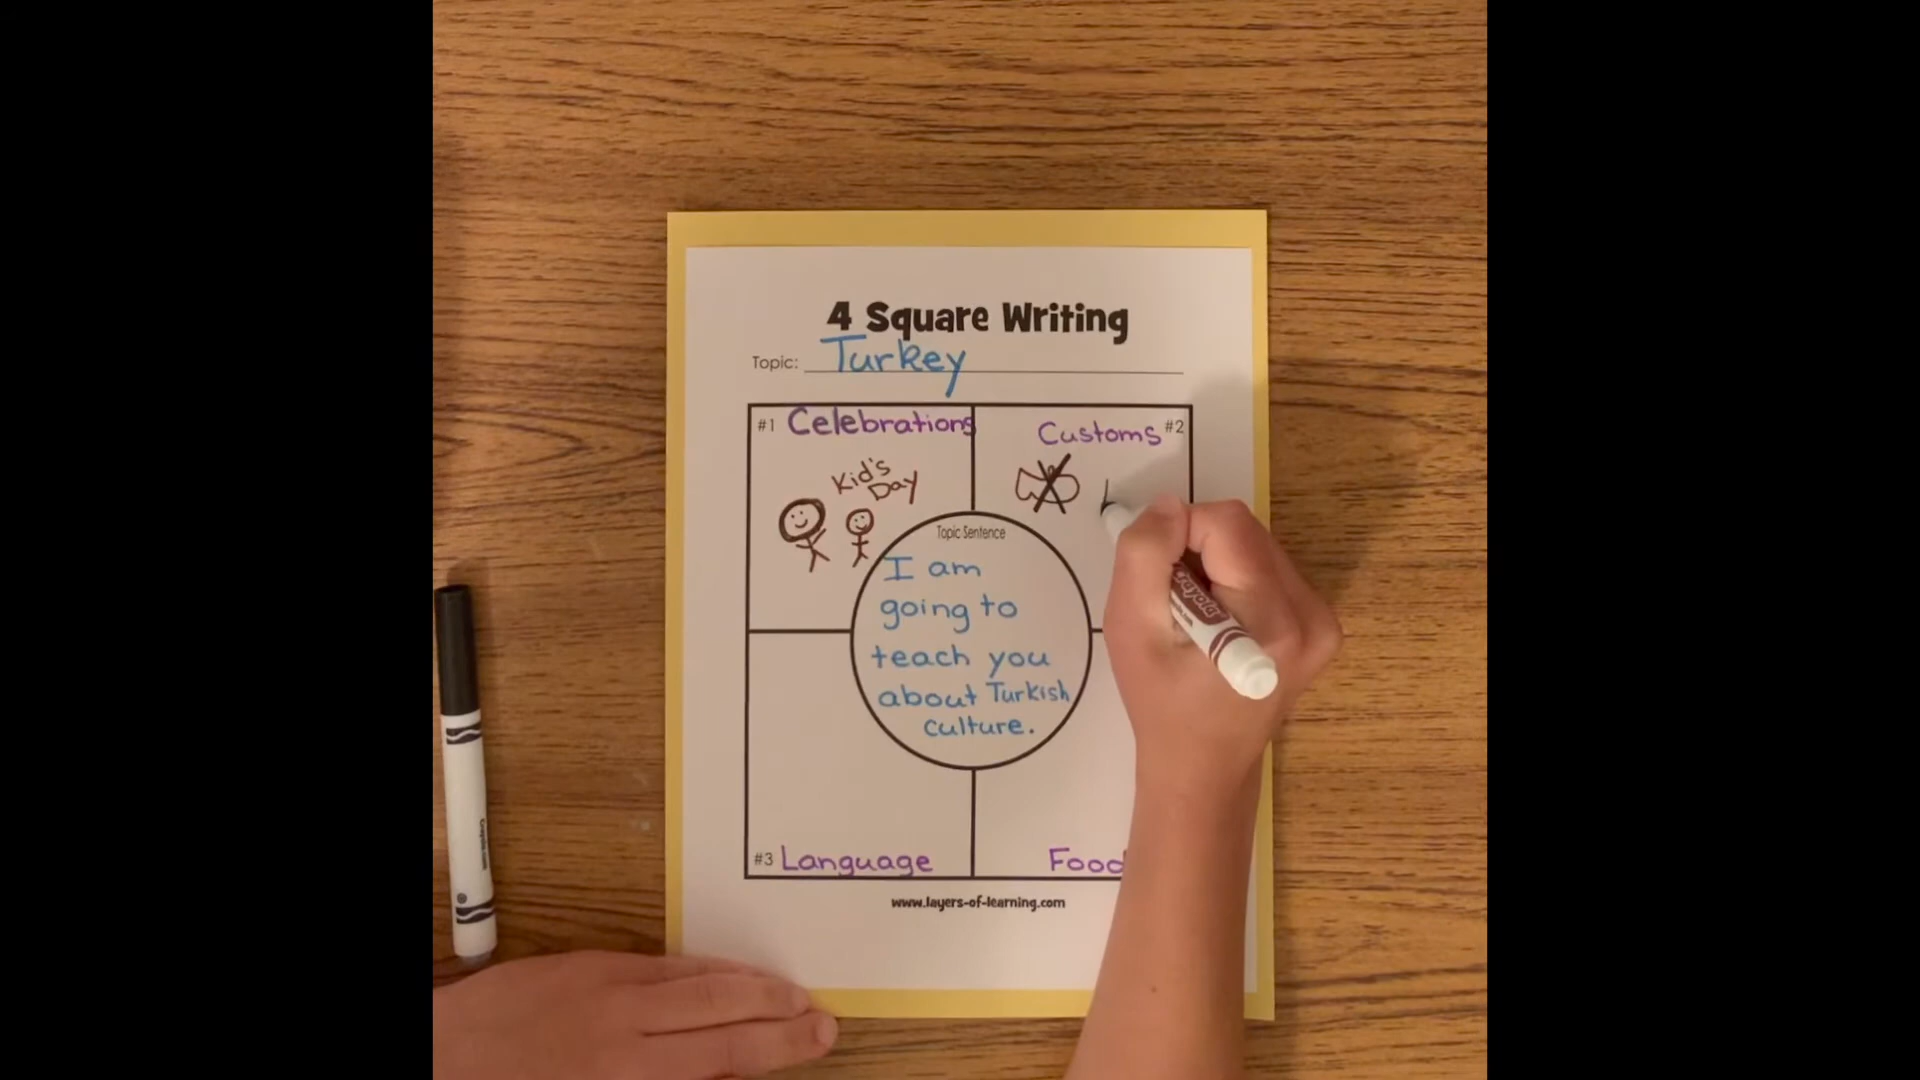 4 Square Writing
Topic: Turkey
#1 Celebrations
Customs #2
Kid's
Day
Topic Sentence
I am
going to
teach you
about Turkish
culture.
#3 Language
Food
www.layers-of-learning.com
Crayola